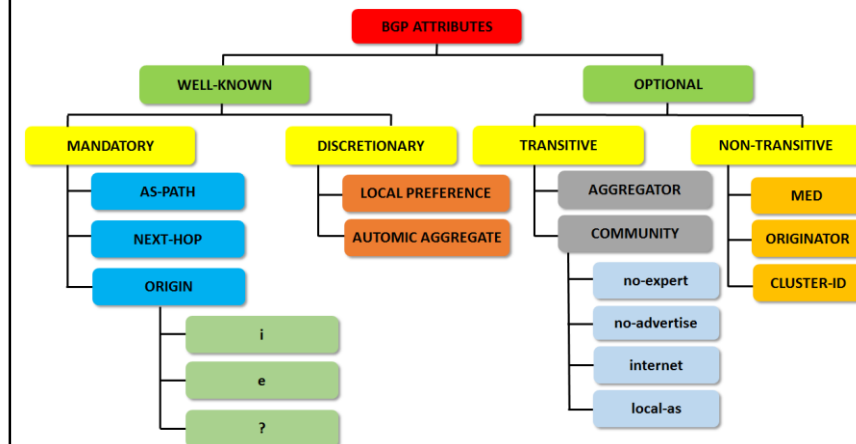 BGP ATTRIBUTES
WELL-KNOWN
OPTIONAL
MANDATORY
DISCRETIONARY
TRANSITIVE
NON-TRANSITIVE
AS-PATH
NEXT-HOP
ORIGIN
i
e
?
LOCAL PREFERENCE
AUTOMIC AGGREGATE
AGGREGATOR
COMMUNITY
no-expert
no-advertise
internet
local-as
MED
ORIGINATOR
CLUSTER-ID